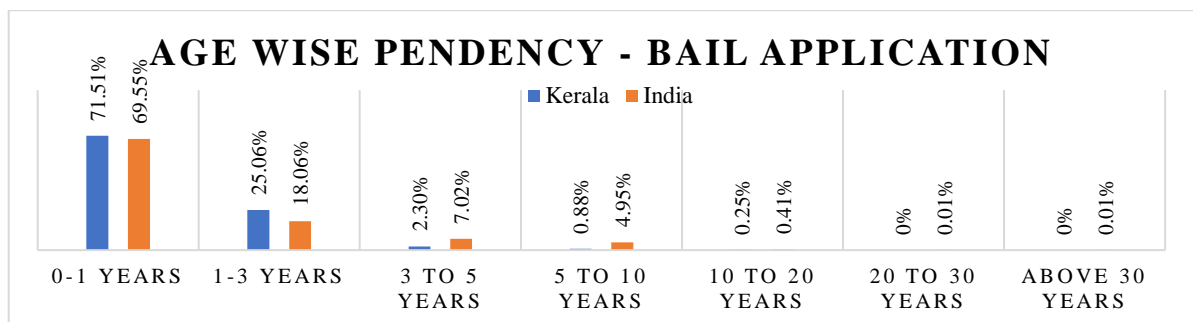 AGE WISE PENDENCY - BAIL APPLICATION
Kerala India
71.51% 69.55% 25.06% 18.06% 2.30% 7.02% 0.88% 4.95% 0.25% 0.41% 0% 0.01% 0% 0.01%
0-1 YEARS 1-3 YEARS 3 TO 5 5 TO 10 10 TO 20 20 TO 30 ABOVE 30
YEARS YEARS YEARS YEARS YEARS